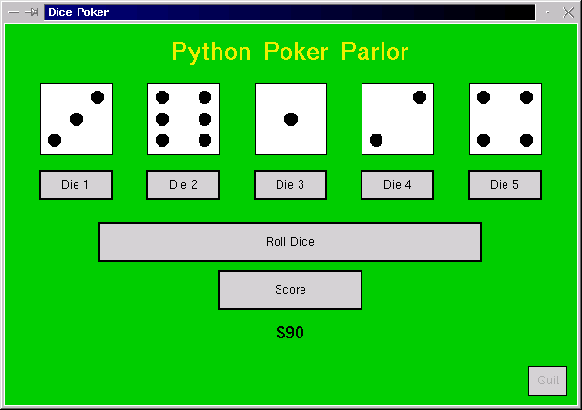 Dice Poker
Python Poker Parlor
Die 1 Die 2 Die 3 Die 4 Die 5
Roll Dice
Score
$90
Quit